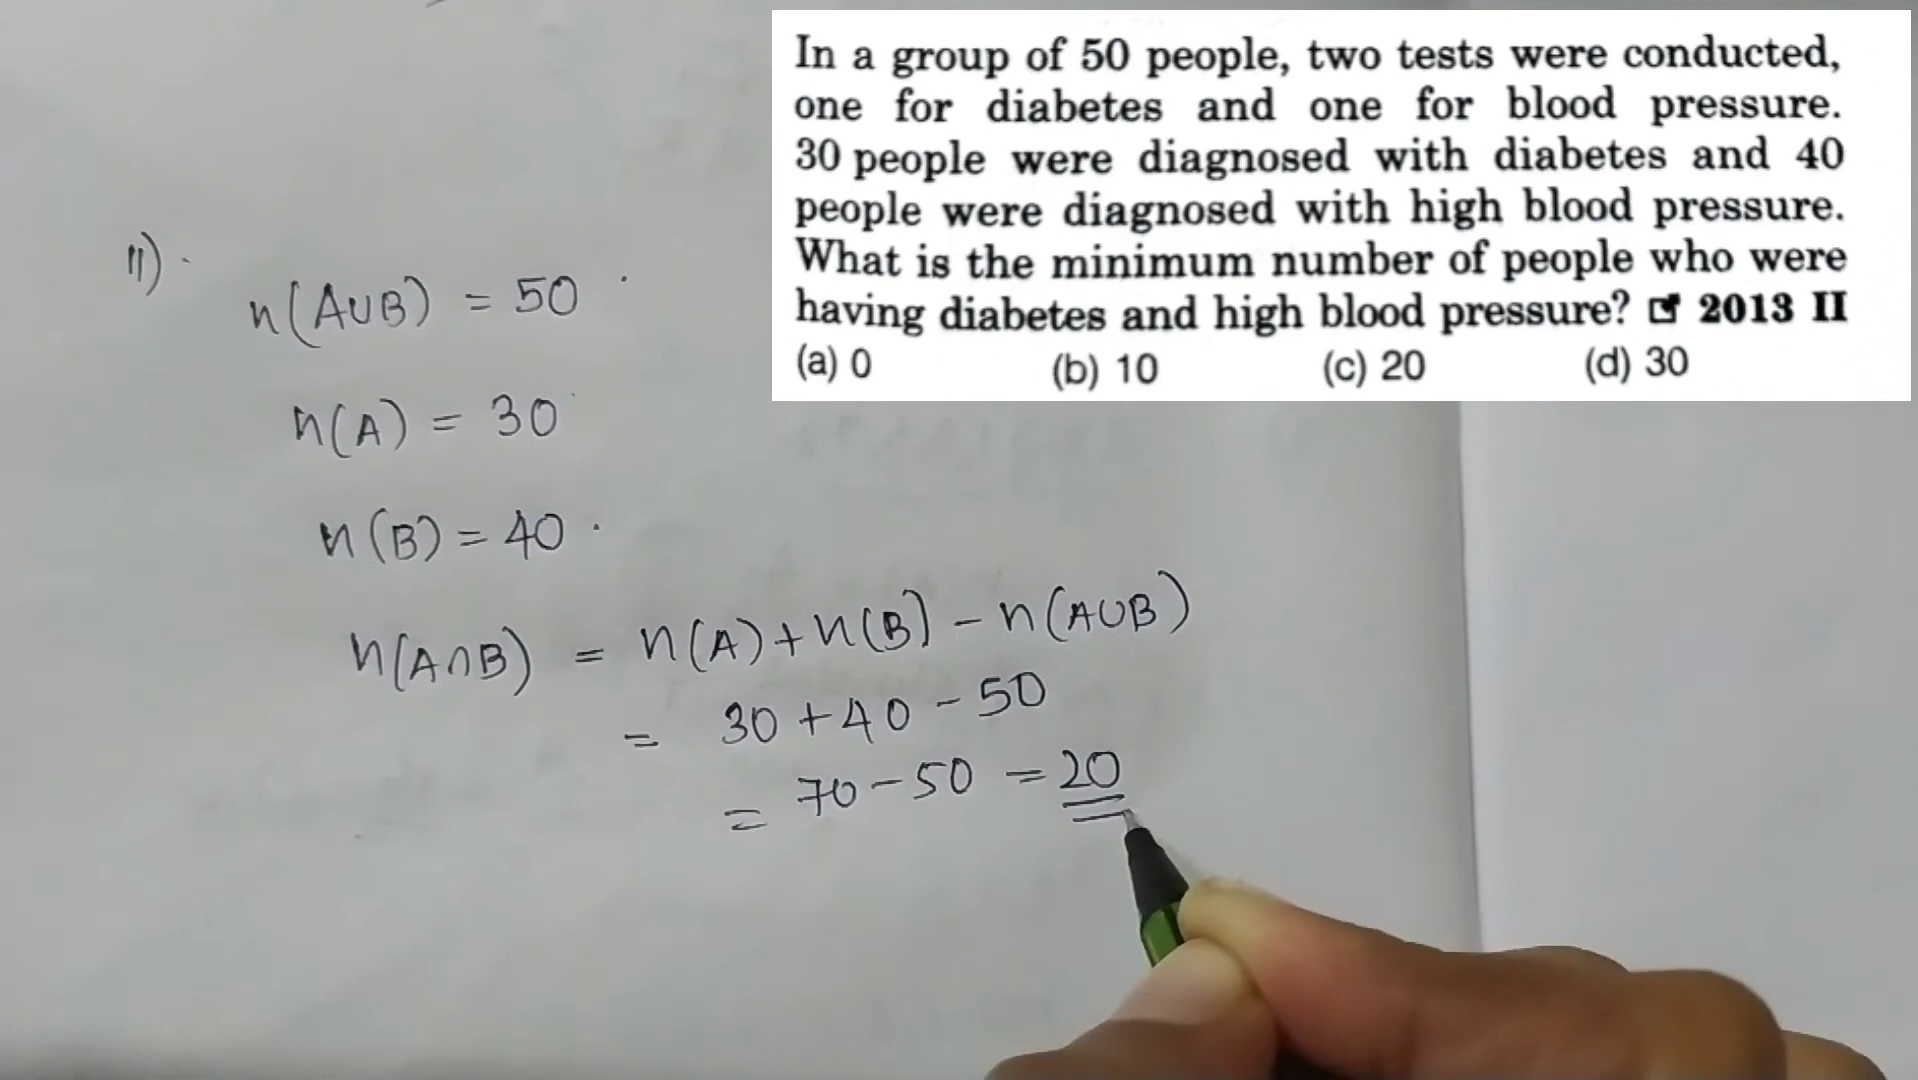 In a group of 50 people, two tests were conducted,
one for diabetes and one for blood pressure.
30 people were diagnosed with diabetes and 40
people were diagnosed with high blood pressure.
What is the minimum number of people who were
having diabetes and high blood pressure? 2013 II
(a) 0 (b) 10 (c) 20 (d) 30
11).
n(A∪B) = 50
n(A) = 30
n(B) = 40
n(A∩B) = n(A) + n(B) - n(A∪B)
= 30 + 40 - 50
= 70 - 50 = 20